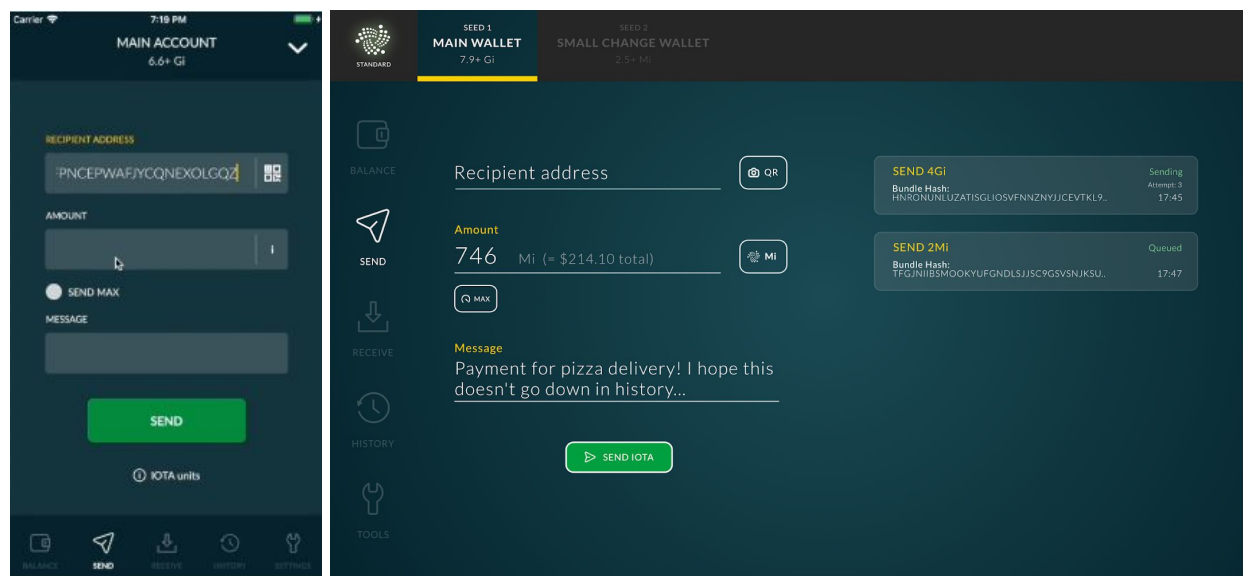 Carrier 7:19 PM
MAIN ACCOUNT
6.6+ Gi
RECIPIENT ADDRESS
PNCEPWAFJYCQNEXOLGQZ
AMOUNT
i
SEND MAX
MESSAGE
SEND
IOTA units
BALANCE SEND RECEIVE HISTORY SETTINGS
STANDARD
SEED 1
MAIN WALLET
7.9+ Gi
SEED 2
SMALL CHANGE WALLET
2.5+ Mi
BALANCE
SEND
RECEIVE
HISTORY
TOOLS
Recipient address
QR
Amount
746 Mi (= $214.10 total)
Mi
MAX
Message
Payment for pizza delivery! I hope this
doesn't go down in history...
SEND IOTA
SEND 4Gi Sending
Bundle Hash: Attempt: 3
HNRONUNLUZATISGLIOSVFNNZNYJJCEVTKL9.. 17:45
SEND 2Mi Queued
Bundle Hash:
TFGJNIIBSMOOKYUFGNDLSJJSC9GSVSNJKSU.. 17:47